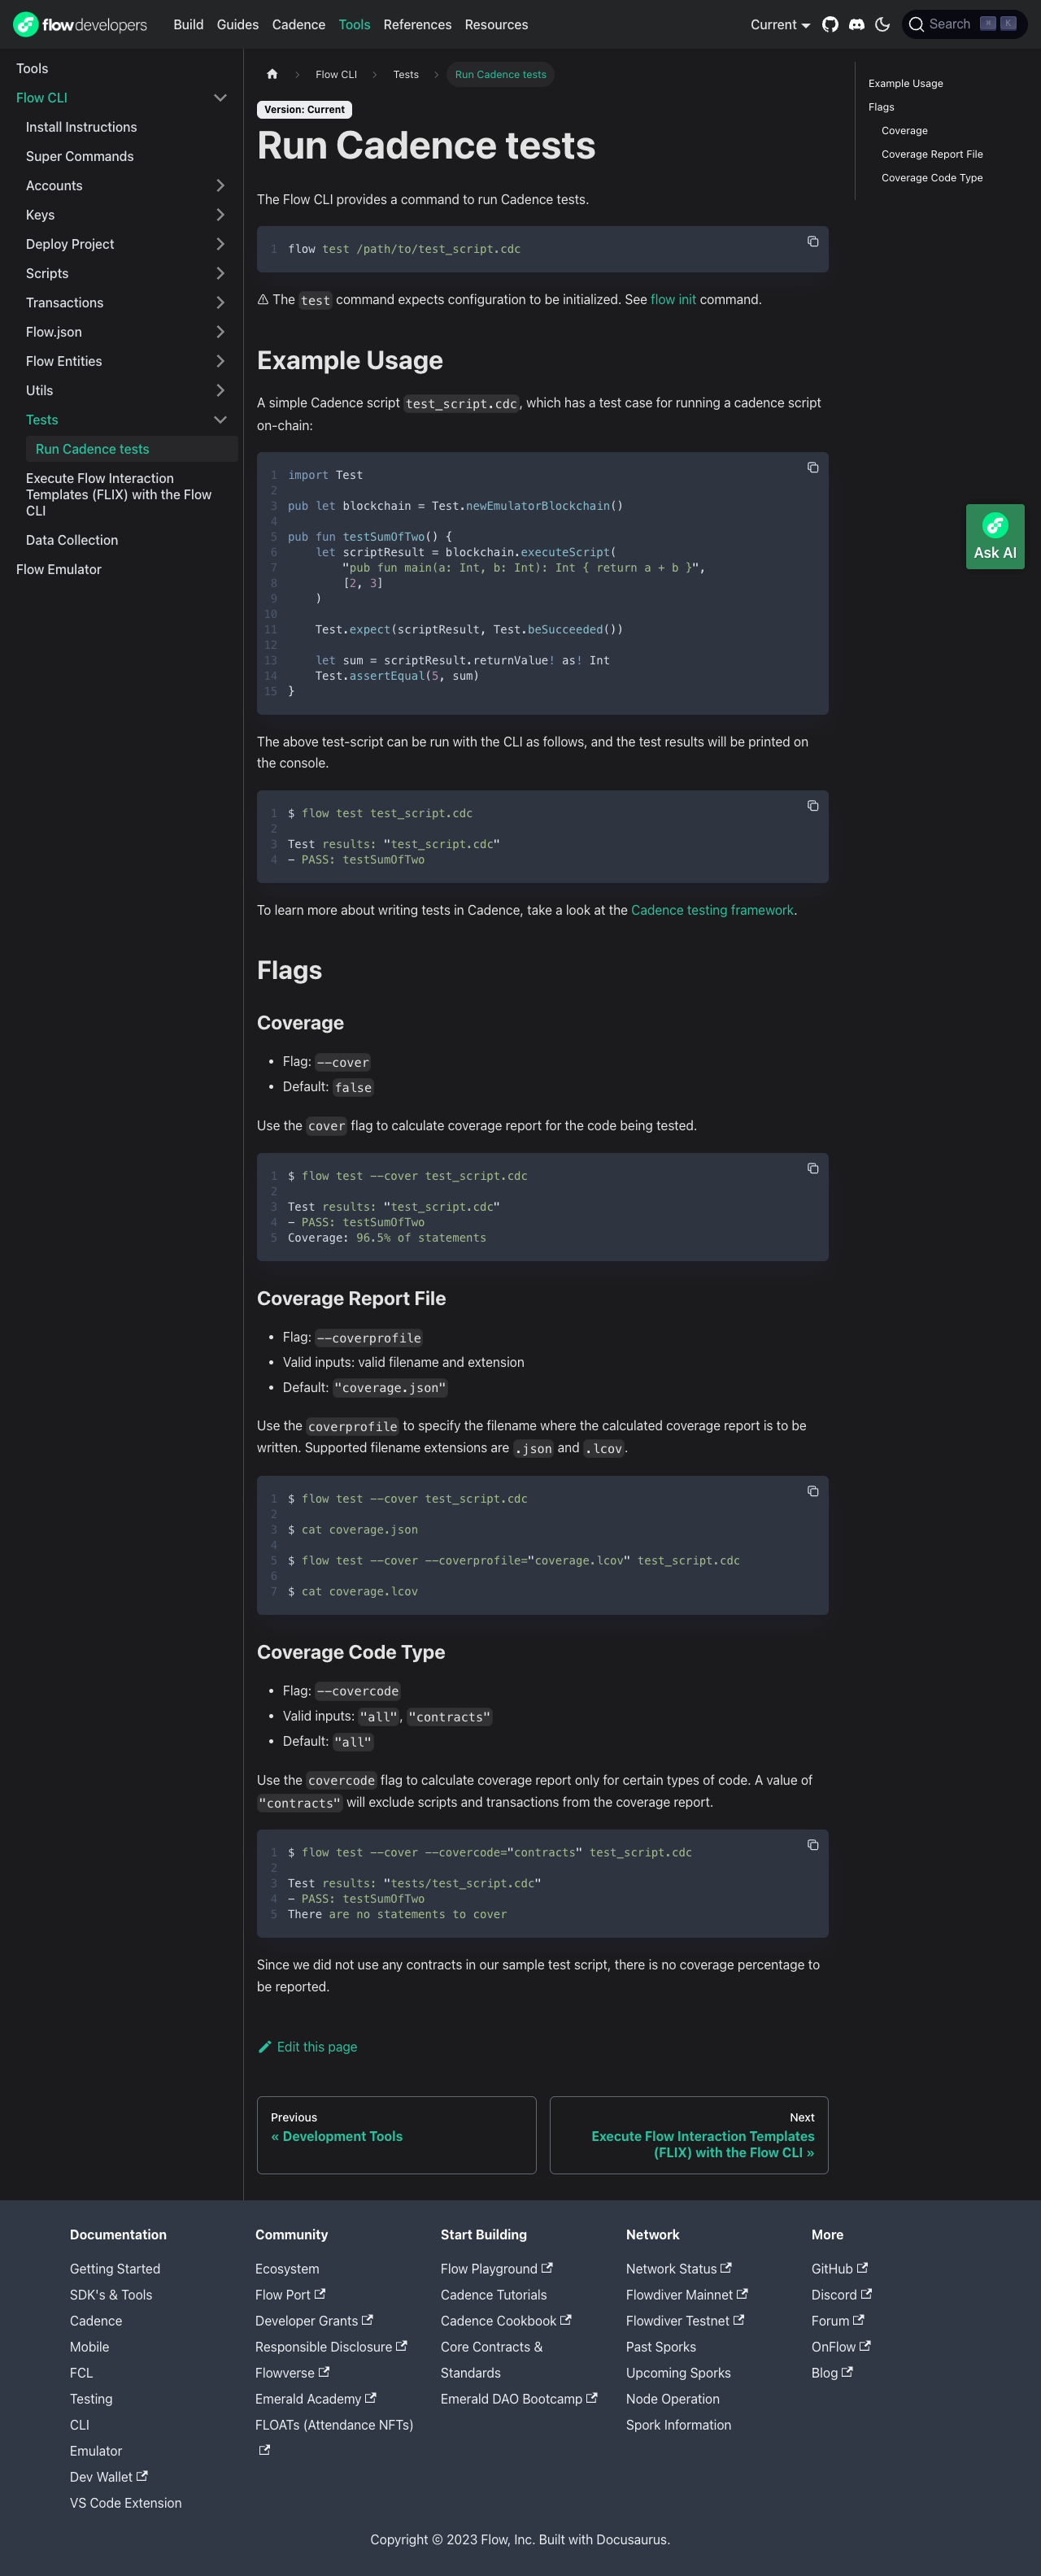 flowdevelopers Build Guides Cadence Tools References Resources Current Search ⌘ K
Tools
Flow CLI
Install Instructions
Super Commands
Accounts
Keys
Deploy Project
Scripts
Transactions
Flow.json
Flow Entities
Utils
Tests
Run Cadence tests
Execute Flow Interaction
Templates (FLIX) with the Flow
CLI
Data Collection
Flow Emulator
Flow CLI Tests Run Cadence tests
Version: Current
Run Cadence tests
The Flow CLI provides a command to run Cadence tests.
1 flow test /path/to/test_script.cdc
⚠ The test command expects configuration to be initialized. See flow init command.
Example Usage
A simple Cadence script test_script.cdc, which has a test case for running a cadence script
on-chain:
1 import Test
2
3 pub let blockchain = Test.newEmulatorBlockchain()
4
5 pub fun testSumOfTwo() {
6     let scriptResult = blockchain.executeScript(
7         "pub fun main(a: Int, b: Int): Int { return a + b }",
8         [2, 3]
9     )
10
11     Test.expect(scriptResult, Test.beSucceeded())
12
13     let sum = scriptResult.returnValue! as! Int
14     Test.assertEqual(5, sum)
15 }
The above test-script can be run with the CLI as follows, and the test results will be printed on
the console.
1 $ flow test test_script.cdc
2
3 Test results: "test_script.cdc"
4 - PASS: testSumOfTwo
To learn more about writing tests in Cadence, take a look at the Cadence testing framework.
Flags
Coverage
• Flag: --cover
• Default: false
Use the cover flag to calculate coverage report for the code being tested.
1 $ flow test --cover test_script.cdc
2
3 Test results: "test_script.cdc"
4 - PASS: testSumOfTwo
5 Coverage: 96.5% of statements
Coverage Report File
• Flag: --coverprofile
• Valid inputs: valid filename and extension
• Default: "coverage.json"
Use the coverprofile to specify the filename where the calculated coverage report is to be
written. Supported filename extensions are .json and .lcov.
1 $ flow test --cover test_script.cdc
2
3 $ cat coverage.json
4
5 $ flow test --cover --coverprofile="coverage.lcov" test_script.cdc
6
7 $ cat coverage.lcov
Coverage Code Type
• Flag: --covercode
• Valid inputs: "all", "contracts"
• Default: "all"
Use the covercode flag to calculate coverage report only for certain types of code. A value of
"contracts" will exclude scripts and transactions from the coverage report.
1 $ flow test --cover --covercode="contracts" test_script.cdc
2
3 Test results: "tests/test_script.cdc"
4 - PASS: testSumOfTwo
5 There are no statements to cover
Since we did not use any contracts in our sample test script, there is no coverage percentage to
be reported.
Edit this page
Previous
« Development Tools
Next
Execute Flow Interaction Templates
(FLIX) with the Flow CLI »
Example Usage
Flags
Coverage
Coverage Report File
Coverage Code Type
Ask AI
Documentation
Getting Started
SDK's & Tools
Cadence
Mobile
FCL
Testing
CLI
Emulator
Dev Wallet
VS Code Extension
Community
Ecosystem
Flow Port
Developer Grants
Responsible Disclosure
Flowverse
Emerald Academy
FLOATs (Attendance NFTs)
Start Building
Flow Playground
Cadence Tutorials
Cadence Cookbook
Core Contracts &
Standards
Emerald DAO Bootcamp
Network
Network Status
Flowdiver Mainnet
Flowdiver Testnet
Past Sporks
Upcoming Sporks
Node Operation
Spork Information
More
GitHub
Discord
Forum
OnFlow
Blog
Copyright © 2023 Flow, Inc. Built with Docusaurus.